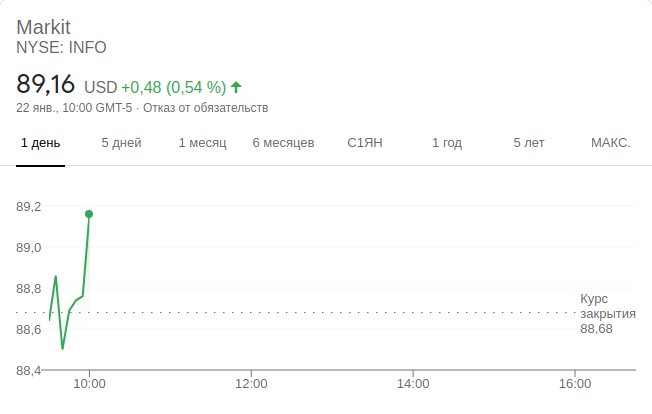 Markit
NYSE: INFO
89,16 USD +0,48 (0,54 %)
22 янв., 10:00 GMT-5 · Отказ от обязательств
1 день 5 дней 1 месяц 6 месяцев С1ЯН 1 год 5 лет МАКС.
89,2
89,0
88,8
88,6
88,4
Курс
закрытия
88,68
10:00 12:00 14:00 16:00